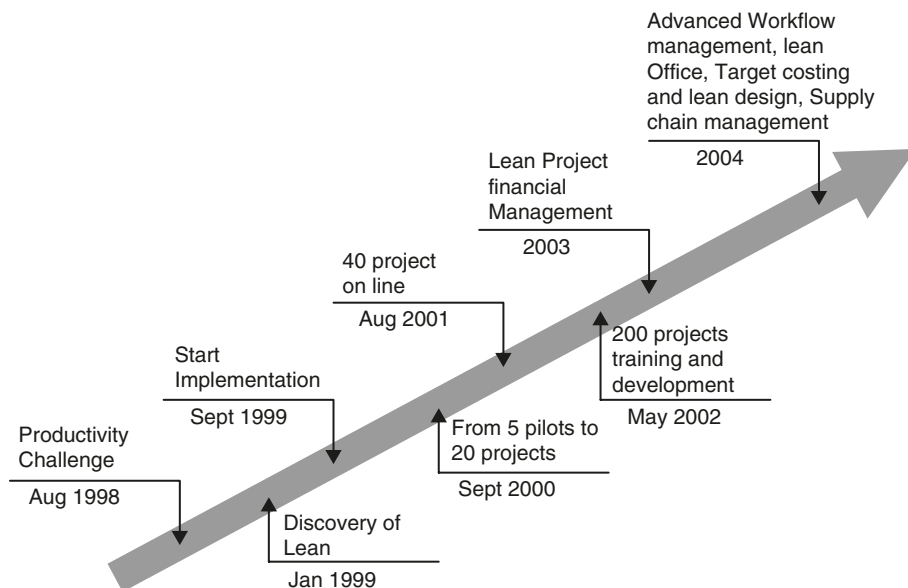 Advanced Workflow
management, lean
Office, Target costing
and lean design, Supply
chain management
2004
Lean Project
financial
Management
2003
40 project
on line
Aug 2001
200 projects
training and
development
May 2002
Start
Implementation
Sept 1999
From 5 pilots to
20 projects
Sept 2000
Productivity
Challenge
Aug 1998
Discovery of
Lean
Jan 1999